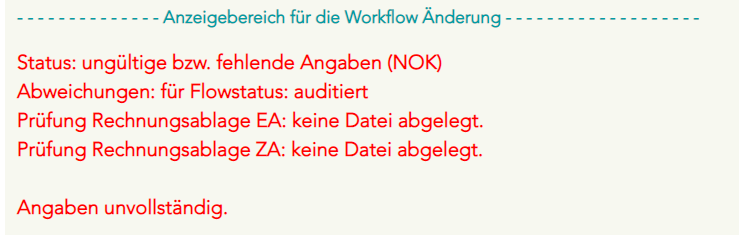 - - - - - - - - - - - - - - Anzeigebereich für die Workflow Änderung - - - - - - - - - - - - - - - - - - -
Status: ungültige bzw. fehlende Angaben (NOK)
Abweichungen: für Flowstatus: auditiert
Prüfung Rechnungsablage EA: keine Datei abgelegt.
Prüfung Rechnungsablage ZA: keine Datei abgelegt.
Angaben unvollständig.